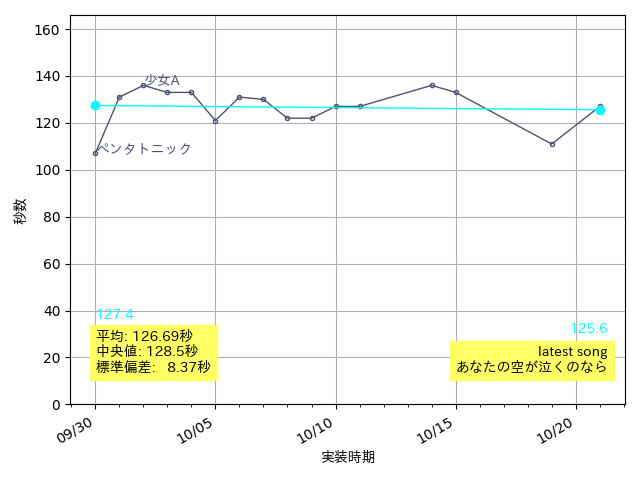 160
140
120
100
80
60
40
20
0
秒数
少女A
ペンタトニック
127.4
平均: 126.69秒
中央値: 128.5秒
標準偏差: 8.37秒
125.6
latest song
あなたの空が泣くのなら
09/30
10/05
10/10
10/15
10/20
実装時期